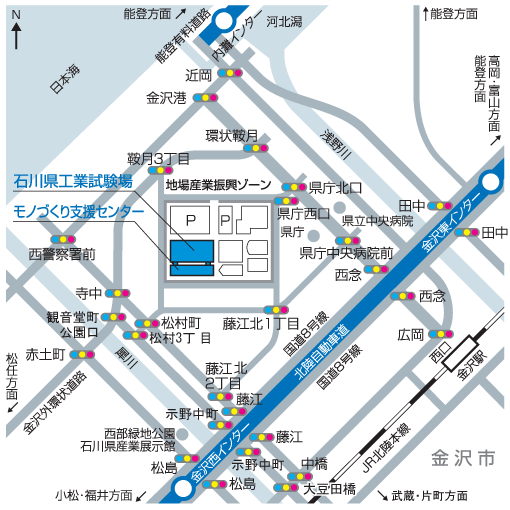 N
能登方面
能登有料道路
内灘インター
河北潟
能登方面
日本海
近岡
金沢港
高岡・富山方面
能登方面
環状鞍月
浅野川
鞍月3丁目
石川県工業試験場
地場産業振興ゾーン
県庁北口
モノづくり支援センター
P
P
県庁西口
県立中央病院
田中
金沢東インター
田中
県庁
西警察署前
県庁中央病院前
西念
寺中
西念
観音堂町
公園口
松村町
松村3丁目
藤江北1丁目
国道8号線
北陸自動車道
国道8号線
広岡
西口
金沢駅
赤土町
犀川
松任方面
金沢外環状道路
藤江北
2丁目
藤江
示野中町
西部緑地公園
石川県産業展示館
金沢西インター
藤江
JR北陸本線
金沢市
松島
示野中町
中橋
松島
大豆田橋
小松・福井方面
武蔵・片町方面